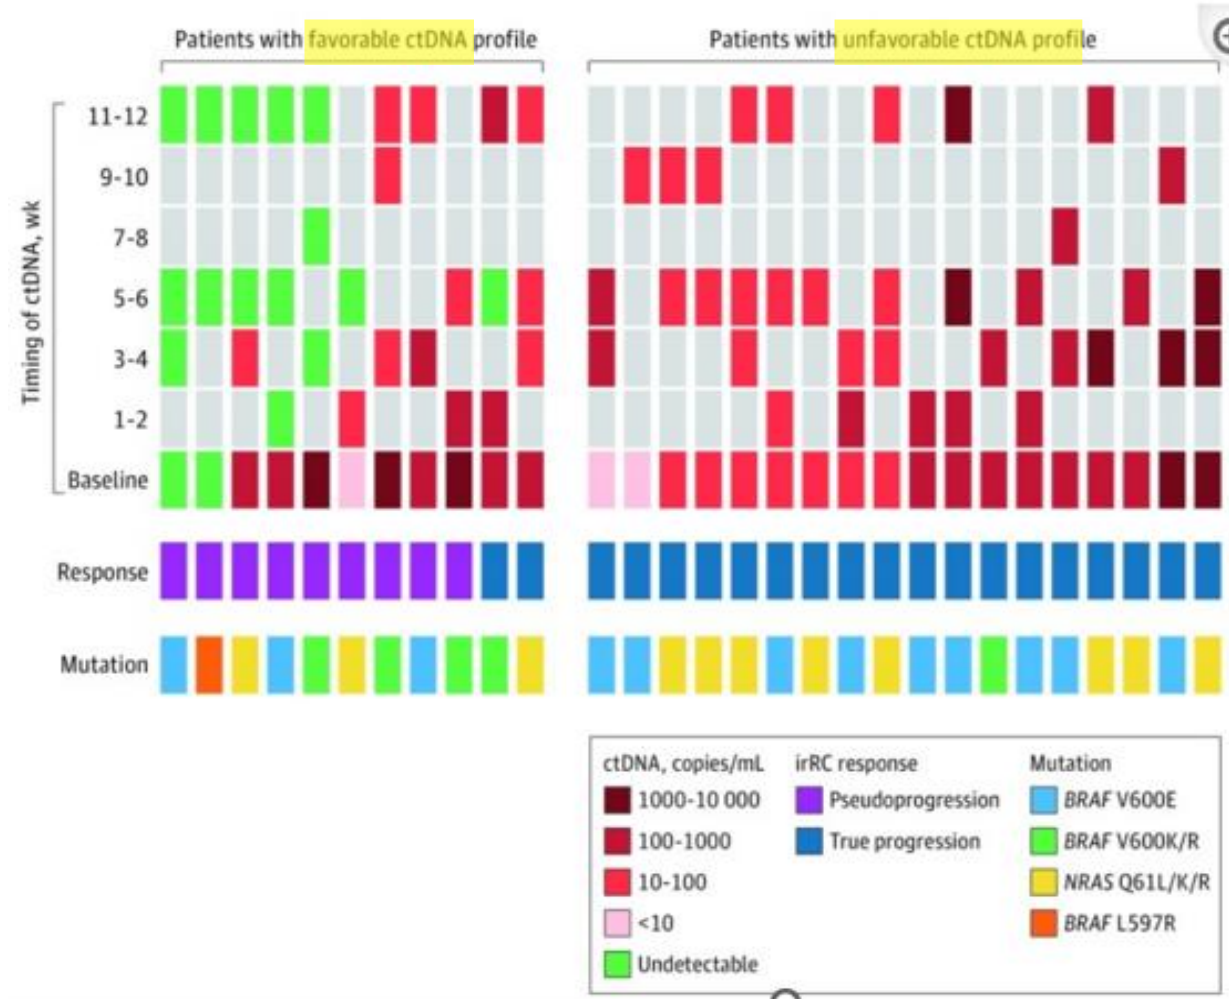 Patients with favorable ctDNA profile
Patients with unfavorable ctDNA profile
Timing of ctDNA, wk
11-12
9-10
7-8
5-6
3-4
1-2
Baseline
Response
Mutation
ctDNA, copies/mL
1000-10 000
100-1000
10-100
<10
Undetectable
irRC response
Pseudoprogression
True progression
Mutation
BRAF V600E
BRAF V600K/R
NRAS Q61L/K/R
BRAF L597R